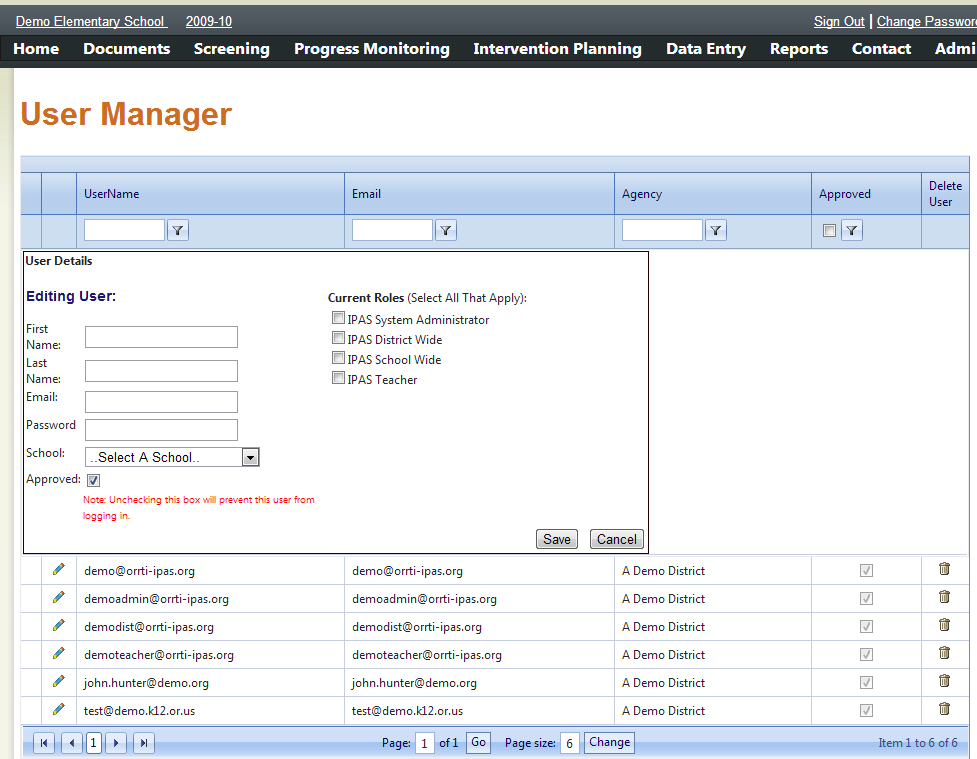 Demo Elementary School 2009-10 Sign Out | Change Passwor
Home Documents Screening Progress Monitoring Intervention Planning Data Entry Reports Contact Admi
User Manager
UserName Email Agency Approved Delete User
User Details
Editing User:
Current Roles (Select All That Apply):
First Name:
IPAS System Administrator
IPAS District Wide
Last Name:
IPAS School Wide
IPAS Teacher
Email:
Password
School: ..Select A School..
Approved:
Note: Unchecking this box will prevent this user from
logging in.
Save Cancel
demo@orrti-ipas.org demo@orrti-ipas.org A Demo District
demoadmin@orrti-ipas.org demoadmin@orrti-ipas.org A Demo District
demodist@orrti-ipas.org demodist@orrti-ipas.org A Demo District
demoteacher@orrti-ipas.org demoteacher@orrti-ipas.org A Demo District
john.hunter@demo.org john.hunter@demo.org A Demo District
test@demo.k12.or.us test@demo.k12.or.us A Demo District
1 Page: 1 of 1 Go Page size: 6 Change Item 1 to 6 of 6